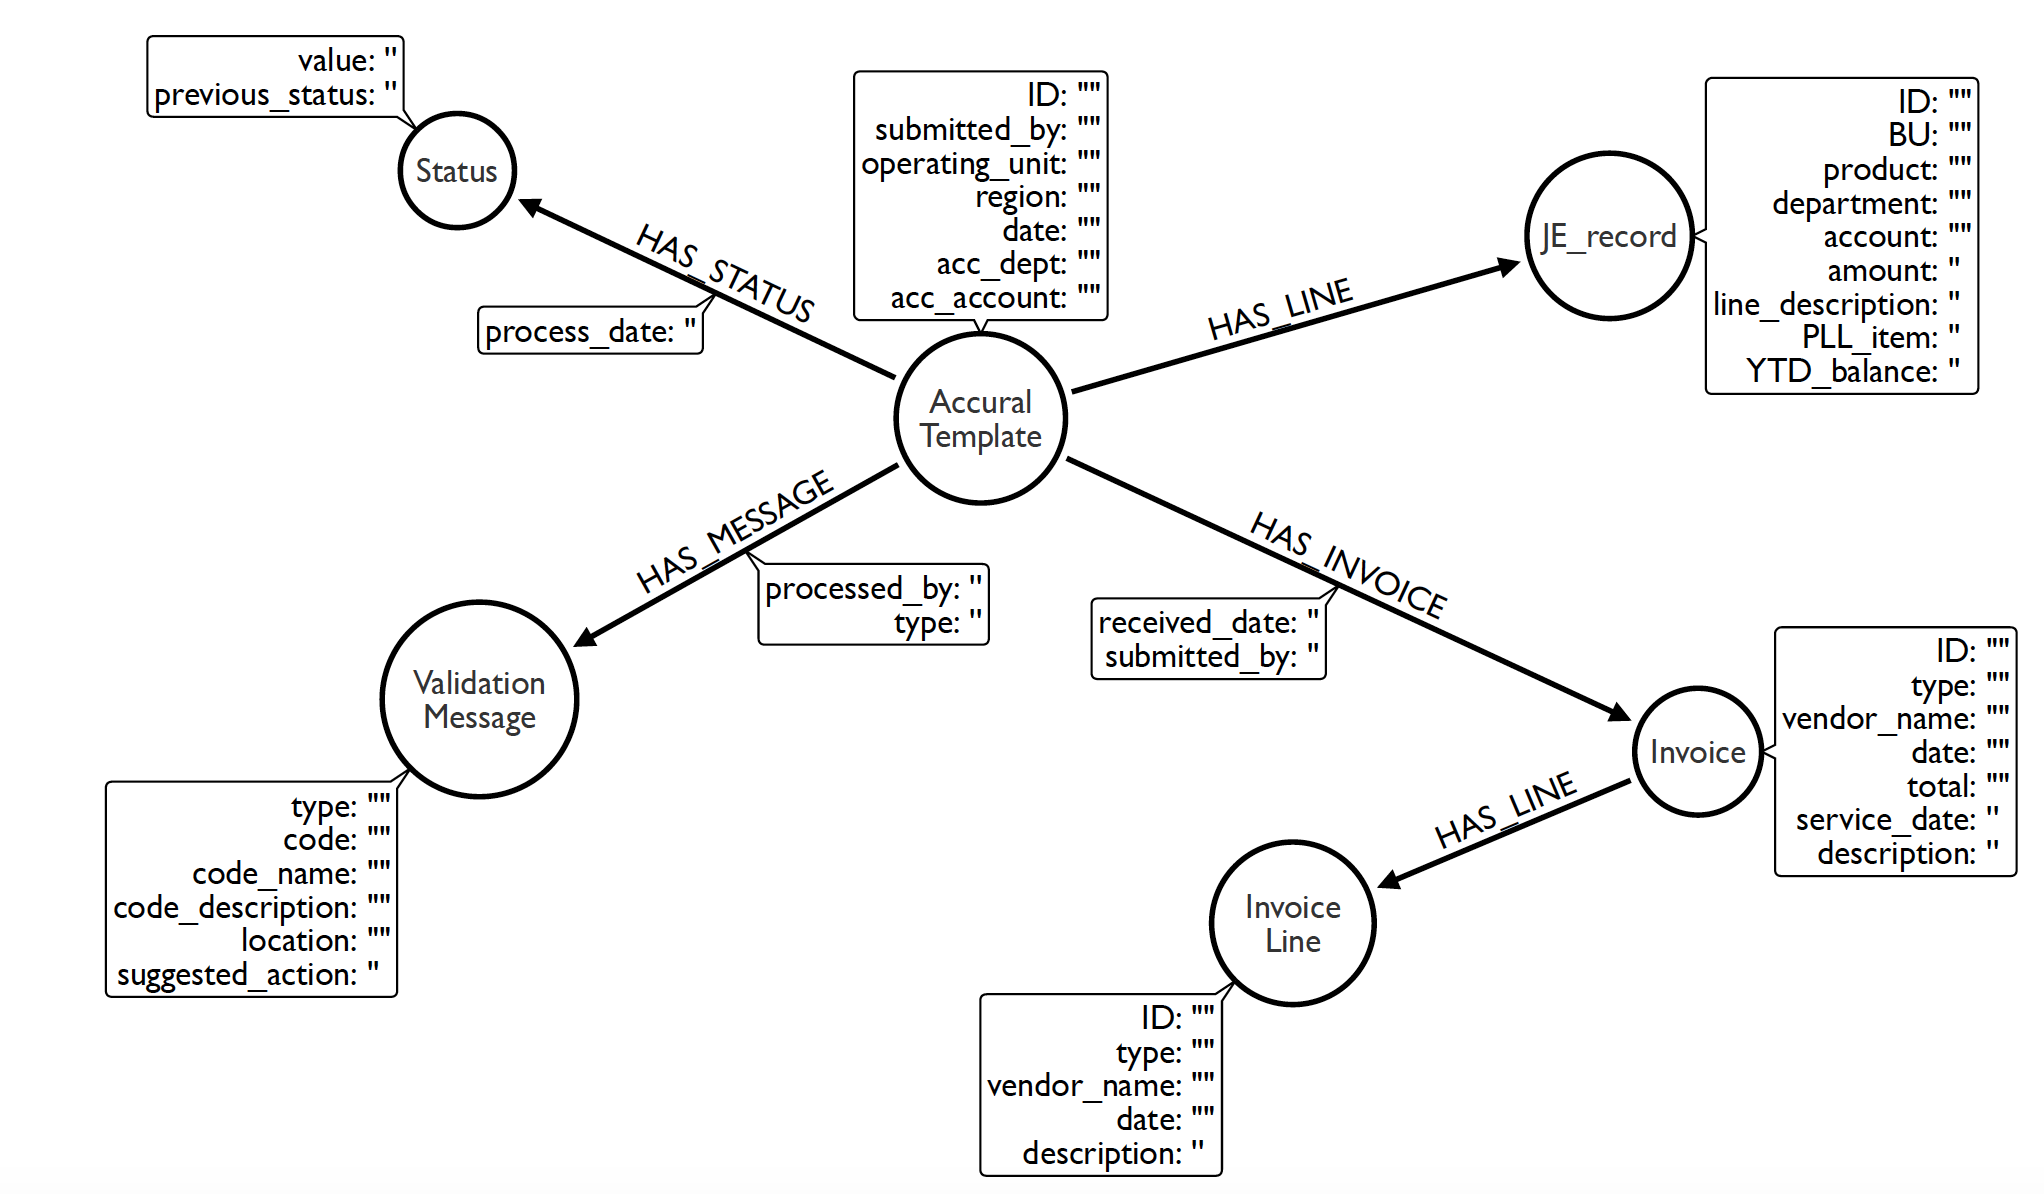 value: "
previous_status: "
Status
HAS_STATUS
process_date: "
ID: ""
submitted_by: ""
operating_unit: ""
region: ""
date: ""
acc_dept: ""
acc_account: ""
Accural
Template
HAS_LINE
JE_record
ID: ""
BU: ""
product: ""
department: ""
account: ""
amount: "
line_description: "
PLL_item: "
YTD_balance: "
HAS_MESSAGE
processed_by: "
type: "
Validation
Message
type: ""
code: ""
code_name: ""
code_description: ""
location: ""
suggested_action: "
HAS_INVOICE
received_date: "
submitted_by: "
Invoice
ID: ""
type: ""
vendor_name: ""
date: ""
total: ""
service_date: "
description: "
HAS_LINE
Invoice
Line
ID: ""
type: ""
vendor_name: ""
date: ""
description: "